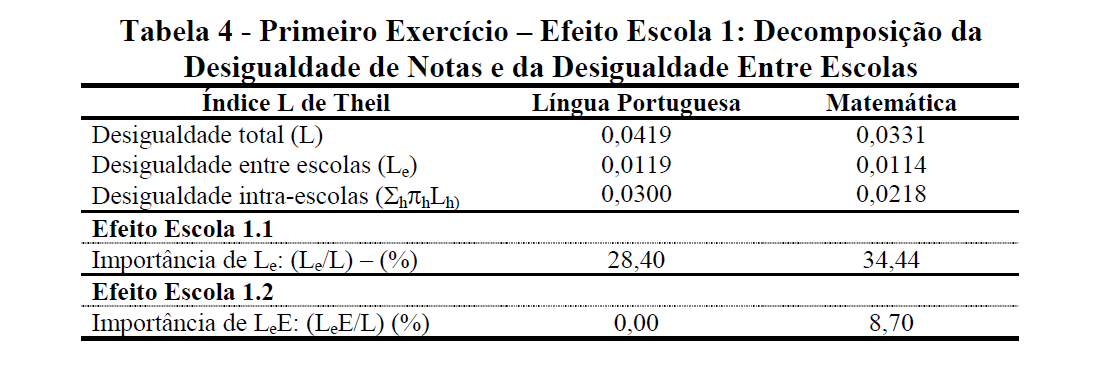 Tabela 4 - Primeiro Exercício – Efeito Escola 1: Decomposição da
Desigualdade de Notas e da Desigualdade Entre Escolas
Índice L de Theil Língua Portuguesa Matemática
Desigualdade total (L) 0,0419 0,0331
Desigualdade entre escolas (Le) 0,0119 0,0114
Desigualdade intra-escolas (ΣhπhLh) 0,0300 0,0218
Efeito Escola 1.1
Importância de Le: (Le/L) – (%) 28,40 34,44
Efeito Escola 1.2
Importância de LeE: (LeE/L) (%) 0,00 8,70